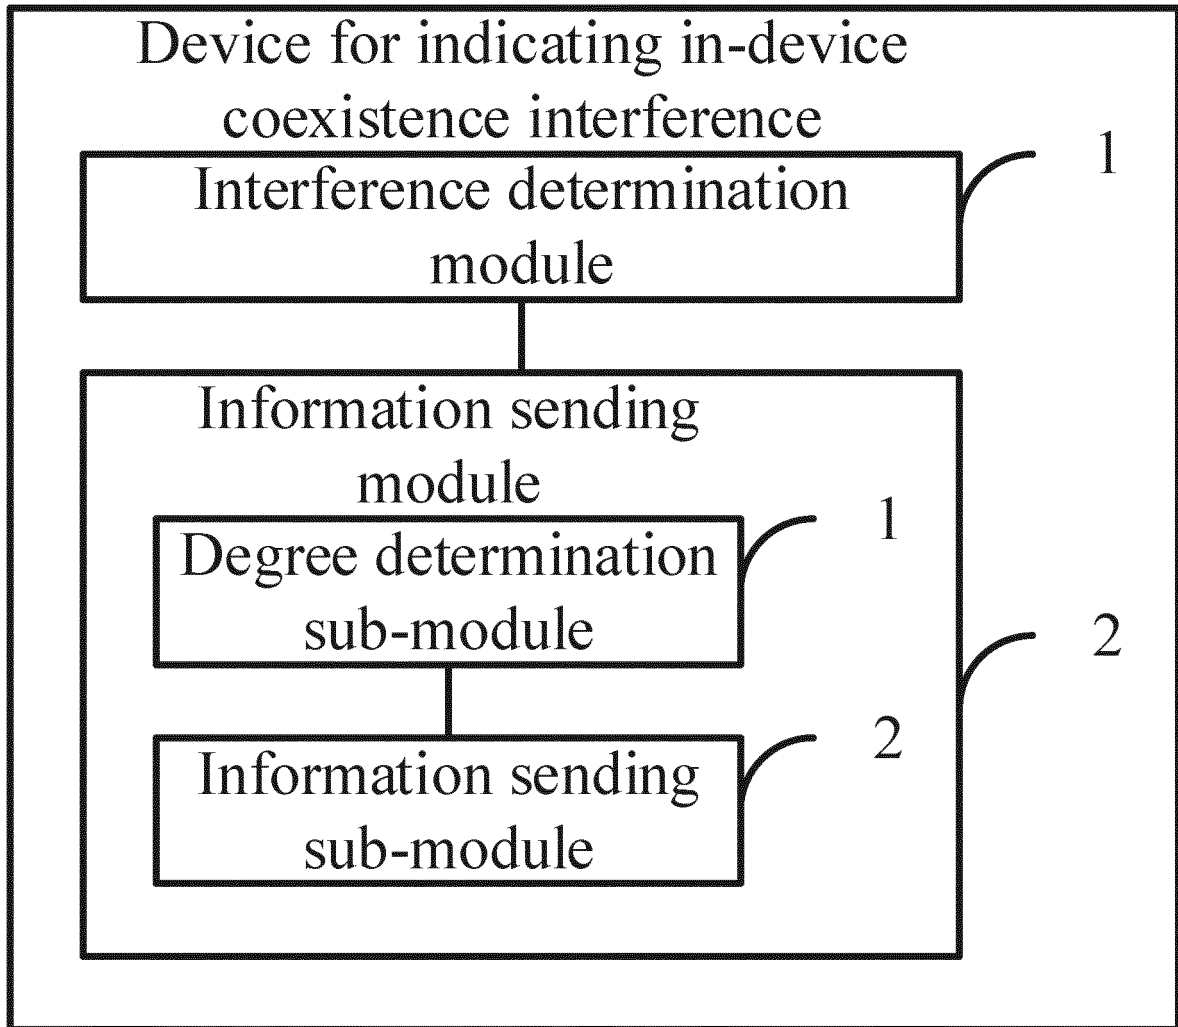 Device for indicating in-device
coexistence interference
1
Interference determination
module
Information sending
module
1
Degree determination
sub-module
2
2
Information sending
sub-module